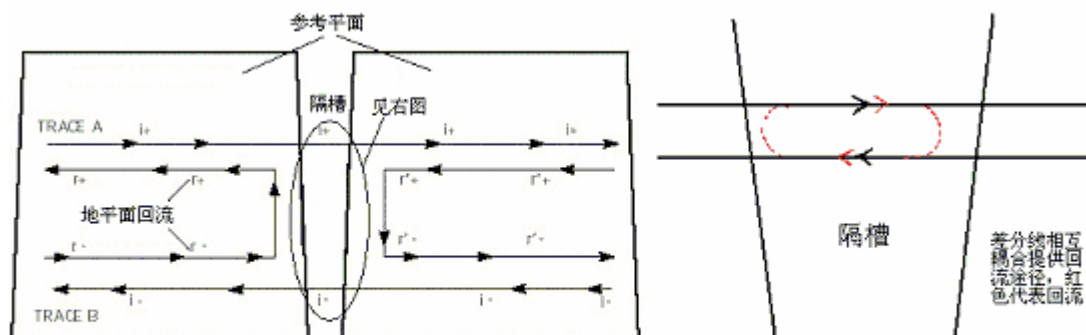 参考平面
隔槽
见右图
TRACE A
i+
i+
i+
i+
r+
r+
r'+
r'+
地平面回流
r-
r-
r'-
r'-
i-
i-
i-
i-
i-
TRACE B
隔槽
差分线相互
耦合提供回
流途径，红
色代表回流